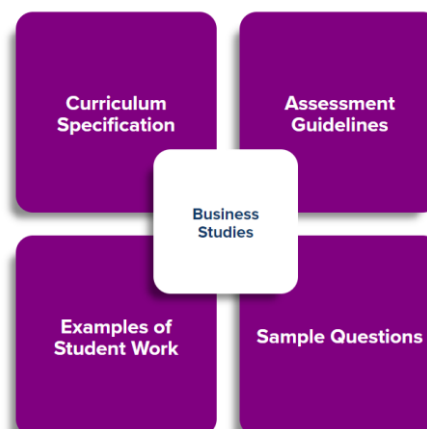 Curriculum
Specification
Assessment
Guidelines
Business
Studies
Examples of
Student Work
Sample Questions